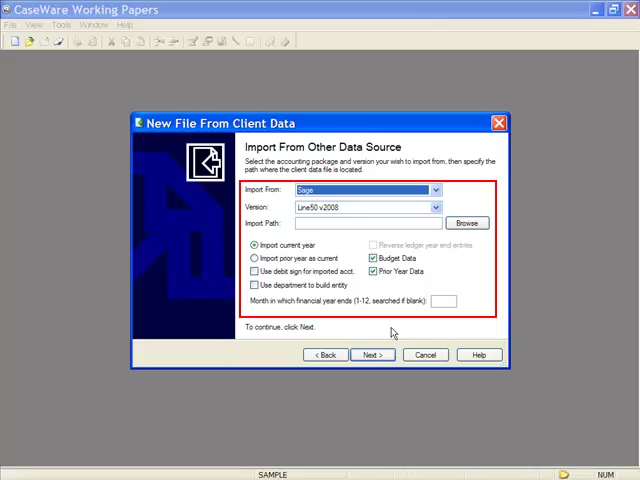 CaseWare Working Papers
File View Tools Window Help
New File From Client Data
Import From Other Data Source
Select the accounting package and version your wish to import from, then specify the
path where the client data file is located.
Import From: Sage
Version: Line50 v2008
Import Path: Browse
Import current year Reverse ledger year end entries
Import prior year as current Budget Data
Use debit sign for imported acct. Prior Year Data
Use department to build entity
Month in which financial year ends (1-12, searched if blank):
To continue, click Next.
< Back Next > Cancel Help
SAMPLE NUM